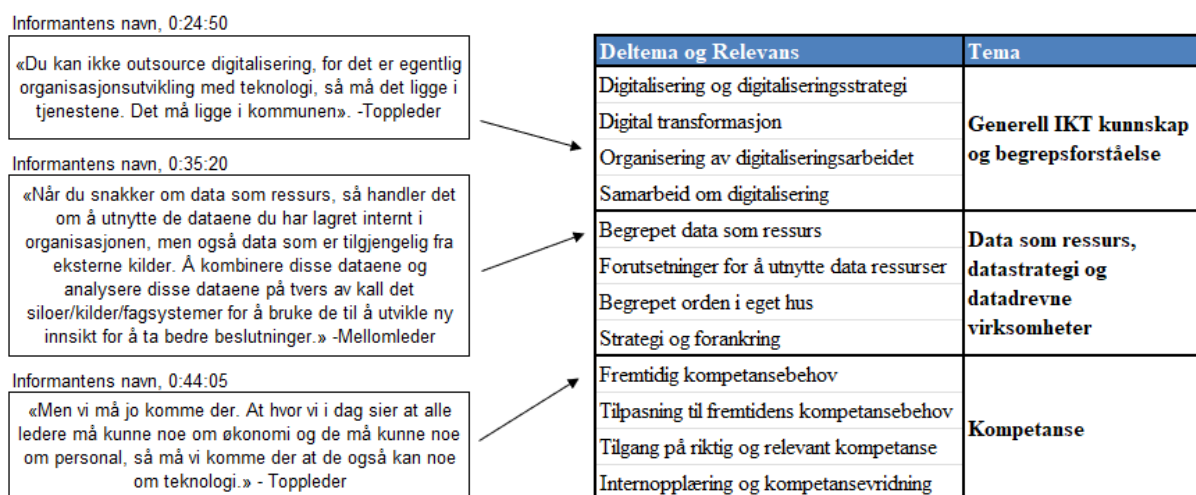 Informantens navn, 0:24:50
«Du kan ikke outsource digitalisering, for det er egentlig
organisasjonsutvikling med teknologi, så må det ligge i
tjenestene. Det må ligge i kommunen». -Toppleder
Informantens navn, 0:35:20
«Når du snakker om data som ressurs, så handler det
om å utnytte de dataene du har lagret internt i
organisasjonen, men også data som er tilgjengelig fra
eksterne kilder. Å kombinere disse dataene og
analysere disse dataene på tvers av kall det
siloer/kilder/fagsystemer for å bruke de til å utvikle ny
innsikt for å ta bedre beslutninger.» -Mellomleder
Informantens navn, 0:44:05
«Men vi må jo komme der. At hvor vi i dag sier at alle
ledere må kunne noe om økonomi og de må kunne noe
om personal, så må vi komme der at de også kan noe
om teknologi.» - Toppleder
Deltema og Relevans
Tema
Digitalisering og digitaliseringsstrategi
Digital transformasjon
Organisering av digitaliseringsarbeidet
Samarbeid om digitalisering
Generell IKT kunnskap
og begrepsforståelse
Begrepet data som ressurs
Forutsetninger for å utnytte data ressurser
Begrepet orden i eget hus
Strategi og forankring
Data som ressurs,
datastrategi og
datadrevne
virksomheter
Fremtidig kompetansebehov
Tilpasning til fremtidens kompetansebehov
Tilgang på riktig og relevant kompetanse
Internopplæring og kompetansevridning
Kompetanse